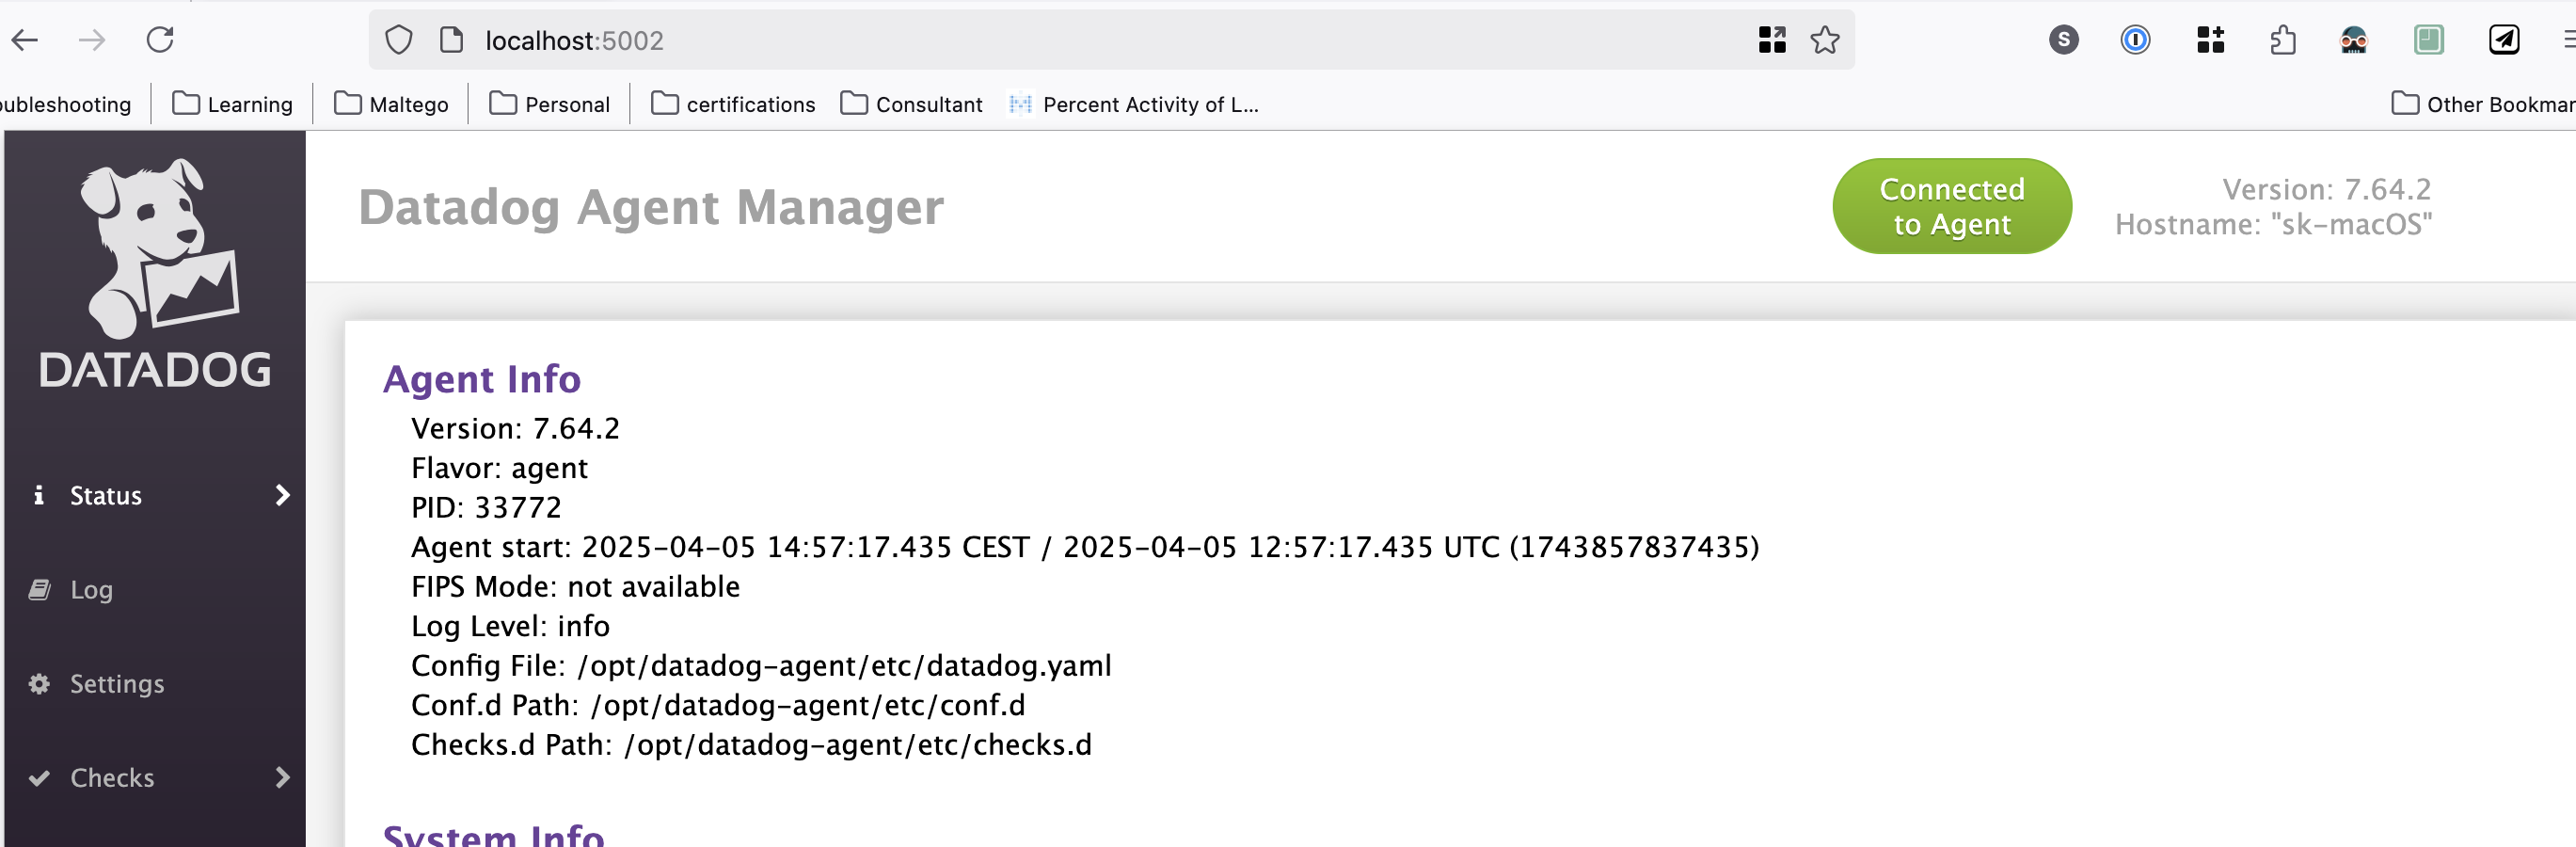 localhost:5002
S
oubleshooting
Learning
Maltego
Personal
certifications
Consultant
Percent Activity of L...
Other Bookmar
DATADOG
Datadog Agent Manager
Connected
to Agent
Version: 7.64.2
Hostname: "sk-macOS"
Status
Log
Settings
Checks
Agent Info
Version: 7.64.2
Flavor: agent
PID: 33772
Agent start: 2025-04-05 14:57:17.435 CEST / 2025-04-05 12:57:17.435 UTC (1743857837435)
FIPS Mode: not available
Log Level: info
Config File: /opt/datadog-agent/etc/datadog.yaml
Conf.d Path: /opt/datadog-agent/etc/conf.d
Checks.d Path: /opt/datadog-agent/etc/checks.d
System Info